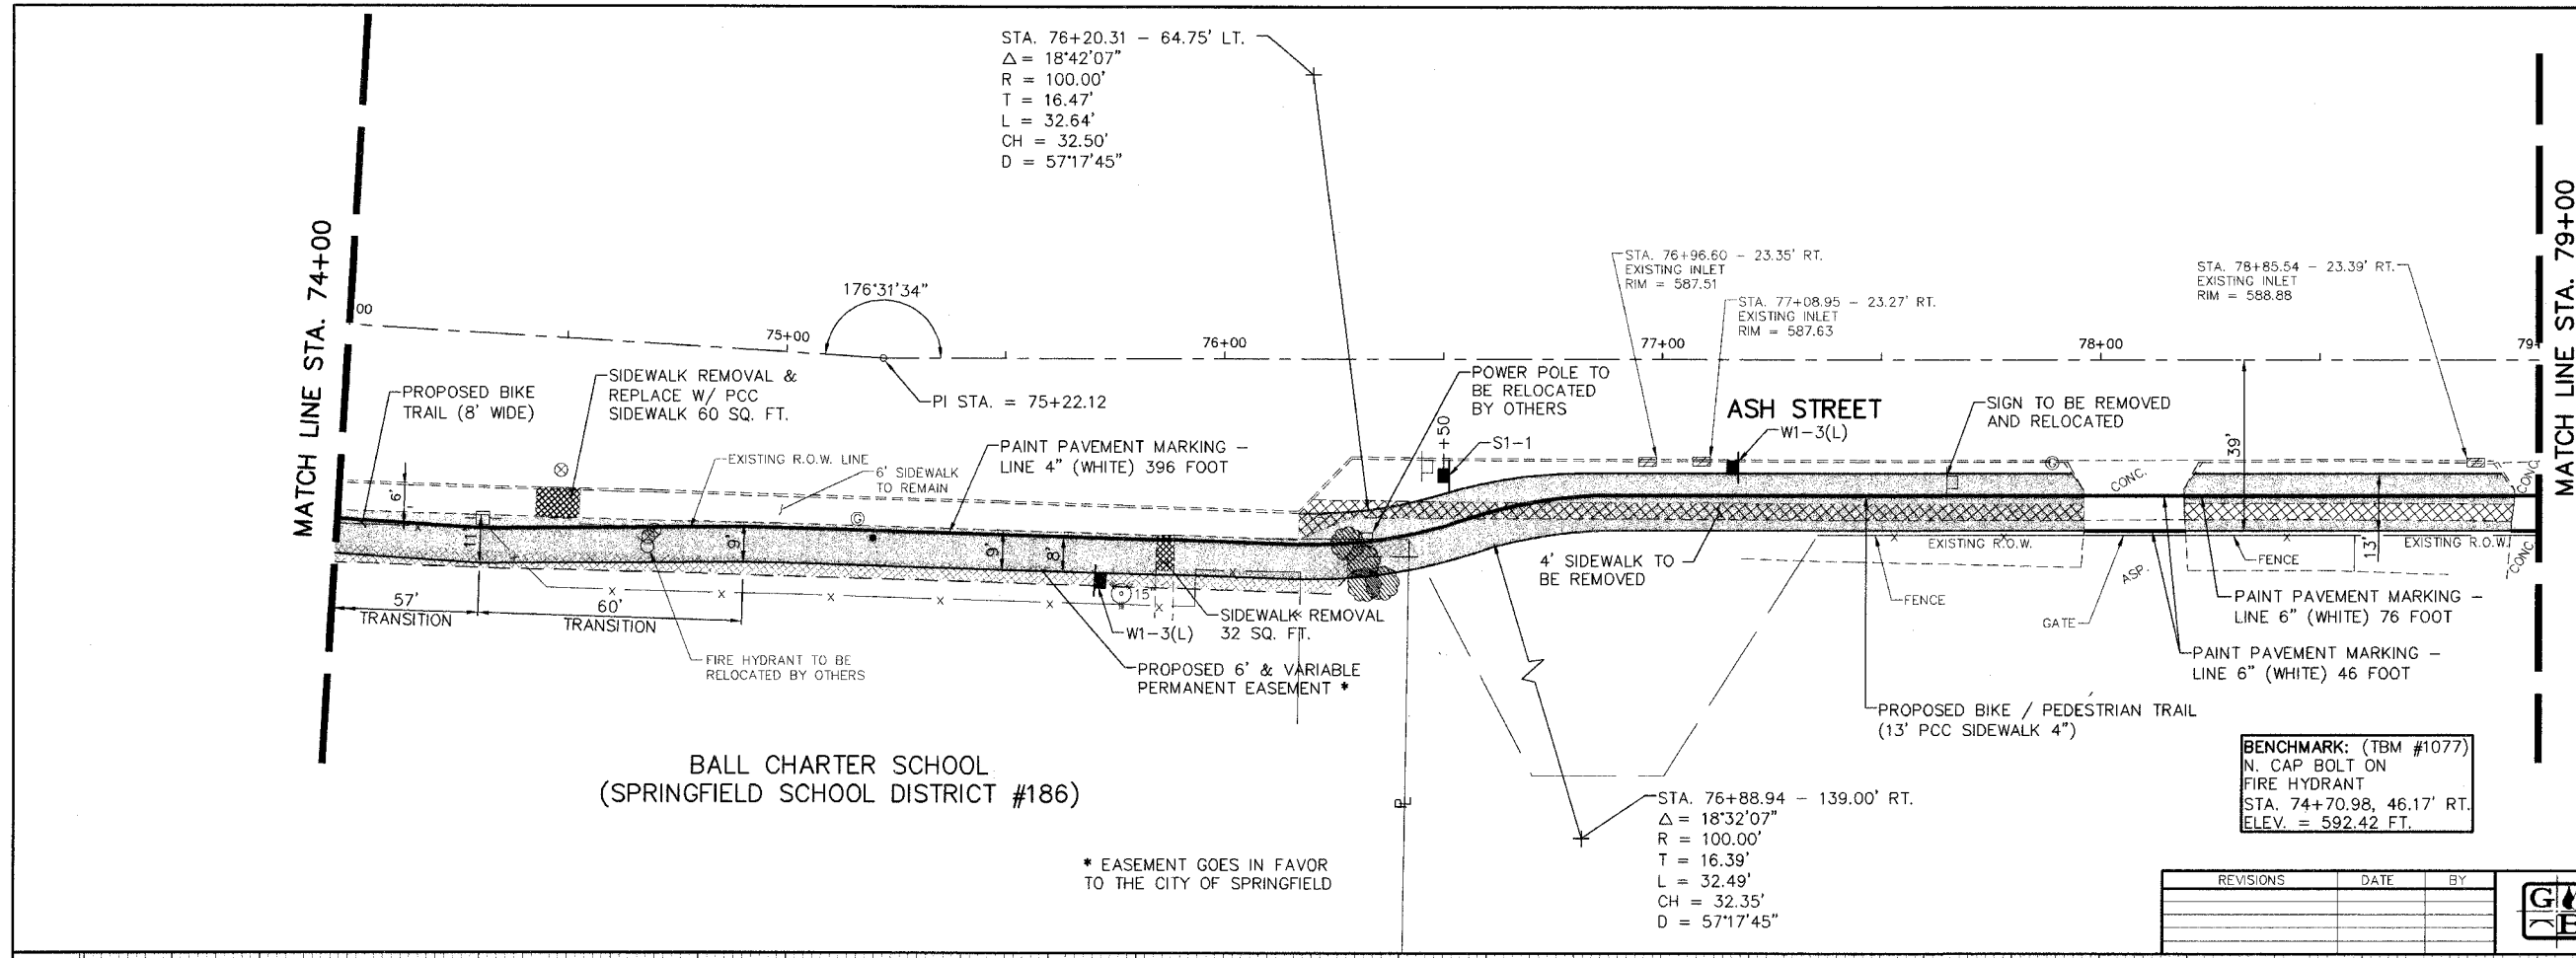 STA. 76+20.31 - 64.75' LT.
△ = 18°42'07"
R = 100.00'
T = 16.47'
L = 32.64'
CH = 32.50'
D = 57°17'45"
MATCH LINE STA. 74+00
00
75+00
176°31'34"
76+00
77+00
78+00
79+
MATCH LINE STA. 79+00
STA. 76+96.60 - 23.35' RT.
EXISTING INLET
RIM = 587.51
STA. 77+08.95 - 23.27' RT.
EXISTING INLET
RIM = 587.63
STA. 78+85.54 - 23.39' RT.
EXISTING INLET
RIM = 588.88
PROPOSED BIKE
TRAIL (8' WIDE)
SIDEWALK REMOVAL &
REPLACE W/ PCC
SIDEWALK 60 SQ. FT.
PI STA. = 75+22.12
POWER POLE TO
BE RELOCATED
BY OTHERS
+50
S1-1
ASH STREET
W1-3(L)
SIGN TO BE REMOVED
AND RELOCATED
39'
EXISTING R.O.W. LINE
6' SIDEWALK
TO REMAIN
PAINT PAVEMENT MARKING -
LINE 4" (WHITE) 396 FOOT
6'
11'
9'
9'
8'
CONC.
CONC.
CONC.
13'
57'
TRANSITION
60'
TRANSITION
15"
W1-3(L)
SIDEWALK REMOVAL
32 SQ. FT.
4' SIDEWALK TO
BE REMOVED
EXISTING R.O.W.
EXISTING R.O.W.
FENCE
FENCE
ASP.
GATE
FIRE HYDRANT TO BE
RELOCATED BY OTHERS
PROPOSED 6' & VARIABLE
PERMANENT EASEMENT *
PAINT PAVEMENT MARKING -
LINE 6" (WHITE) 76 FOOT
PAINT PAVEMENT MARKING -
LINE 6" (WHITE) 46 FOOT
PROPOSED BIKE / PEDESTRIAN TRAIL
(13' PCC SIDEWALK 4")
BALL CHARTER SCHOOL
(SPRINGFIELD SCHOOL DISTRICT #186)
PL
* EASEMENT GOES IN FAVOR
TO THE CITY OF SPRINGFIELD
STA. 76+88.94 - 139.00' RT.
△ = 18°32'07"
R = 100.00'
T = 16.39'
L = 32.49'
CH = 32.35'
D = 57°17'45"
BENCHMARK: (TBM #1077)
N. CAP BOLT ON
FIRE HYDRANT
STA. 74+70.98, 46.17' RT.
ELEV. = 592.42 FT.
REVISIONS DATE BY
G